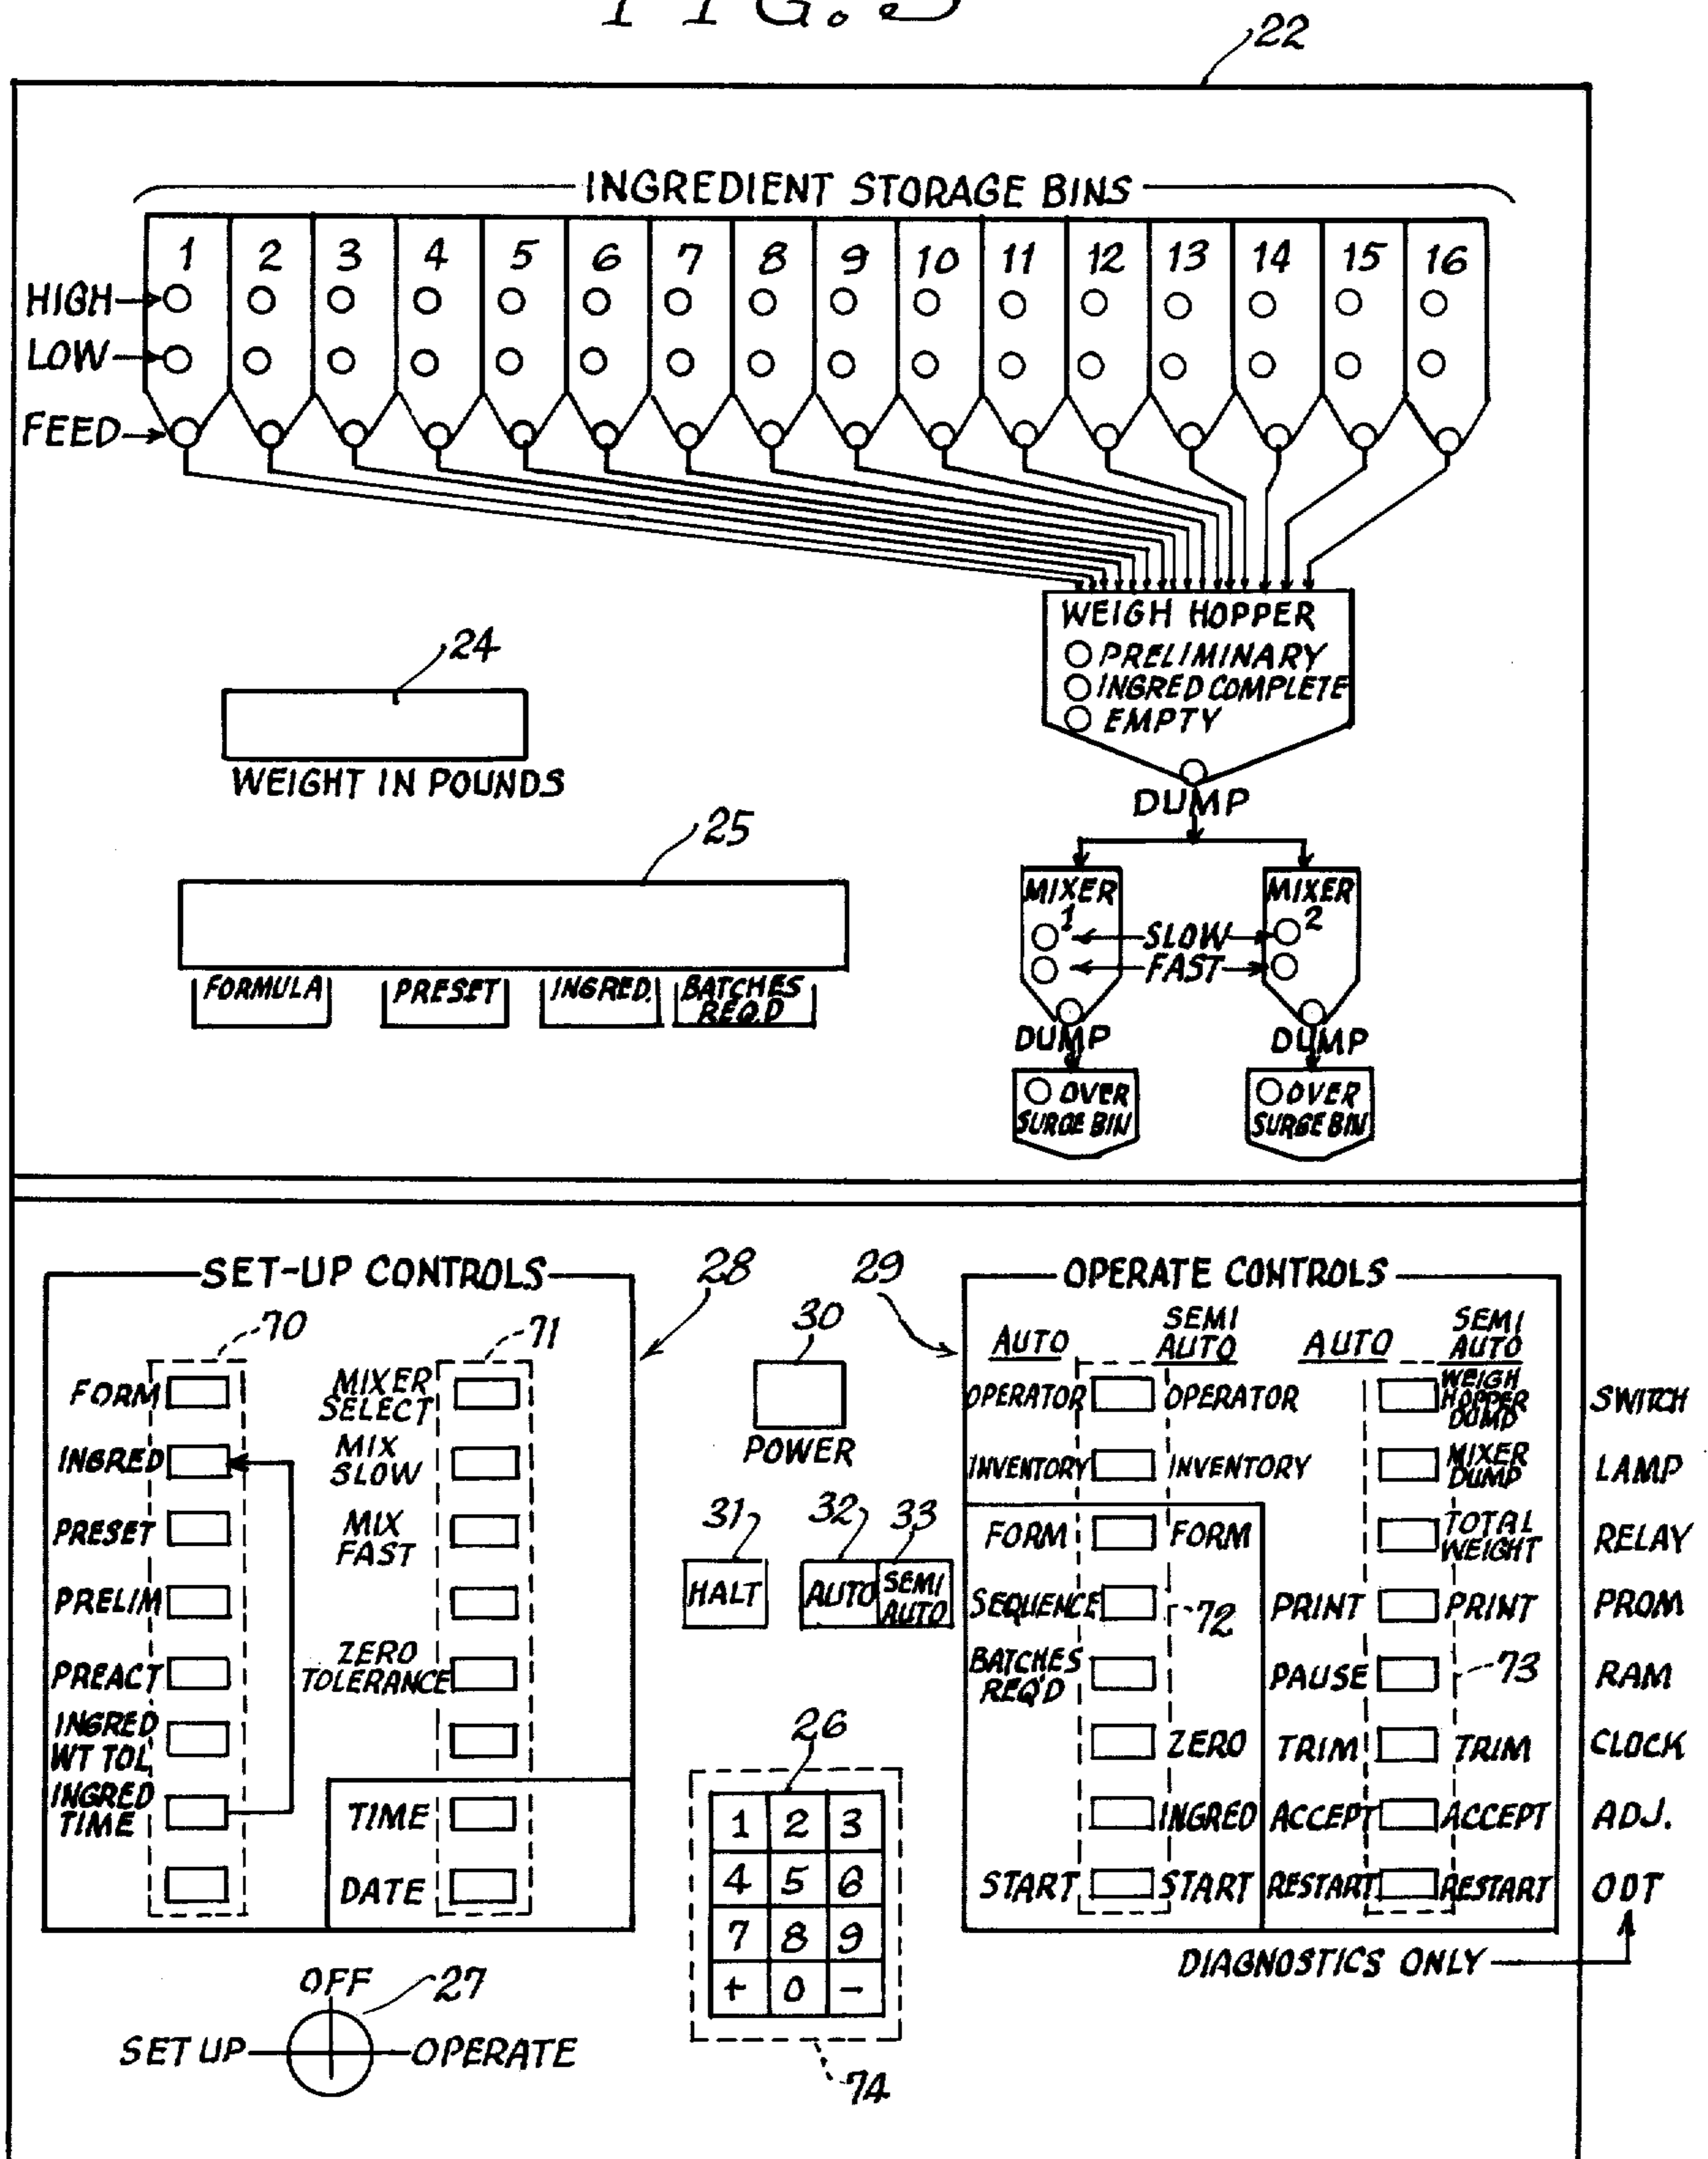 FIG. 3
22
INGREDIENT STORAGE BINS
1 2 3 4 5 6 7 8 9 10 11 12 13 14 15 16
HIGH
LOW
FEED
WEIGH HOPPER
PRELIMINARY
INGRED COMPLETE
EMPTY
24
WEIGHT IN POUNDS
DUMP
25
MIXER 1
MIXER 2
SLOW
FAST
FORMULA
PRESET
INGRED.
BATCHES
REQ.D
DUMP
DUMP
OVER
SURGE BIN
OVER
SURGE BIN
SET-UP CONTROLS
28
70
71
FORM
INGRED
PRESET
PRELIM
PREACT
INGRED
WT TOL
INGRED
TIME
MIXER
SELECT
MIX
SLOW
MIX
FAST
ZERO
TOLERANCE
TIME
DATE
30
POWER
31
HALT
32
AUTO
33
SEMI
AUTO
26
1 2 3
4 5 6
7 8 9
+ 0 -
74
OFF
27
SET UP
OPERATE
29
OPERATE CONTROLS
AUTO
SEMI
AUTO
AUTO
SEMI
AUTO
OPERATOR
OPERATOR
WEIGH
HOPPER
DUMP
SWITCH
INVENTORY
INVENTORY
MIXER
DUMP
LAMP
FORM
FORM
TOTAL
WEIGHT
RELAY
SEQUENCE
72
PRINT
PRINT
PROM
BATCHES
REQ'D
PAUSE
73
RAM
ZERO
TRIM
TRIM
CLOCK
INGRED
ACCEPT
ACCEPT
ADJ.
START
START
RESTART
RESTART
ODT
DIAGNOSTICS ONLY